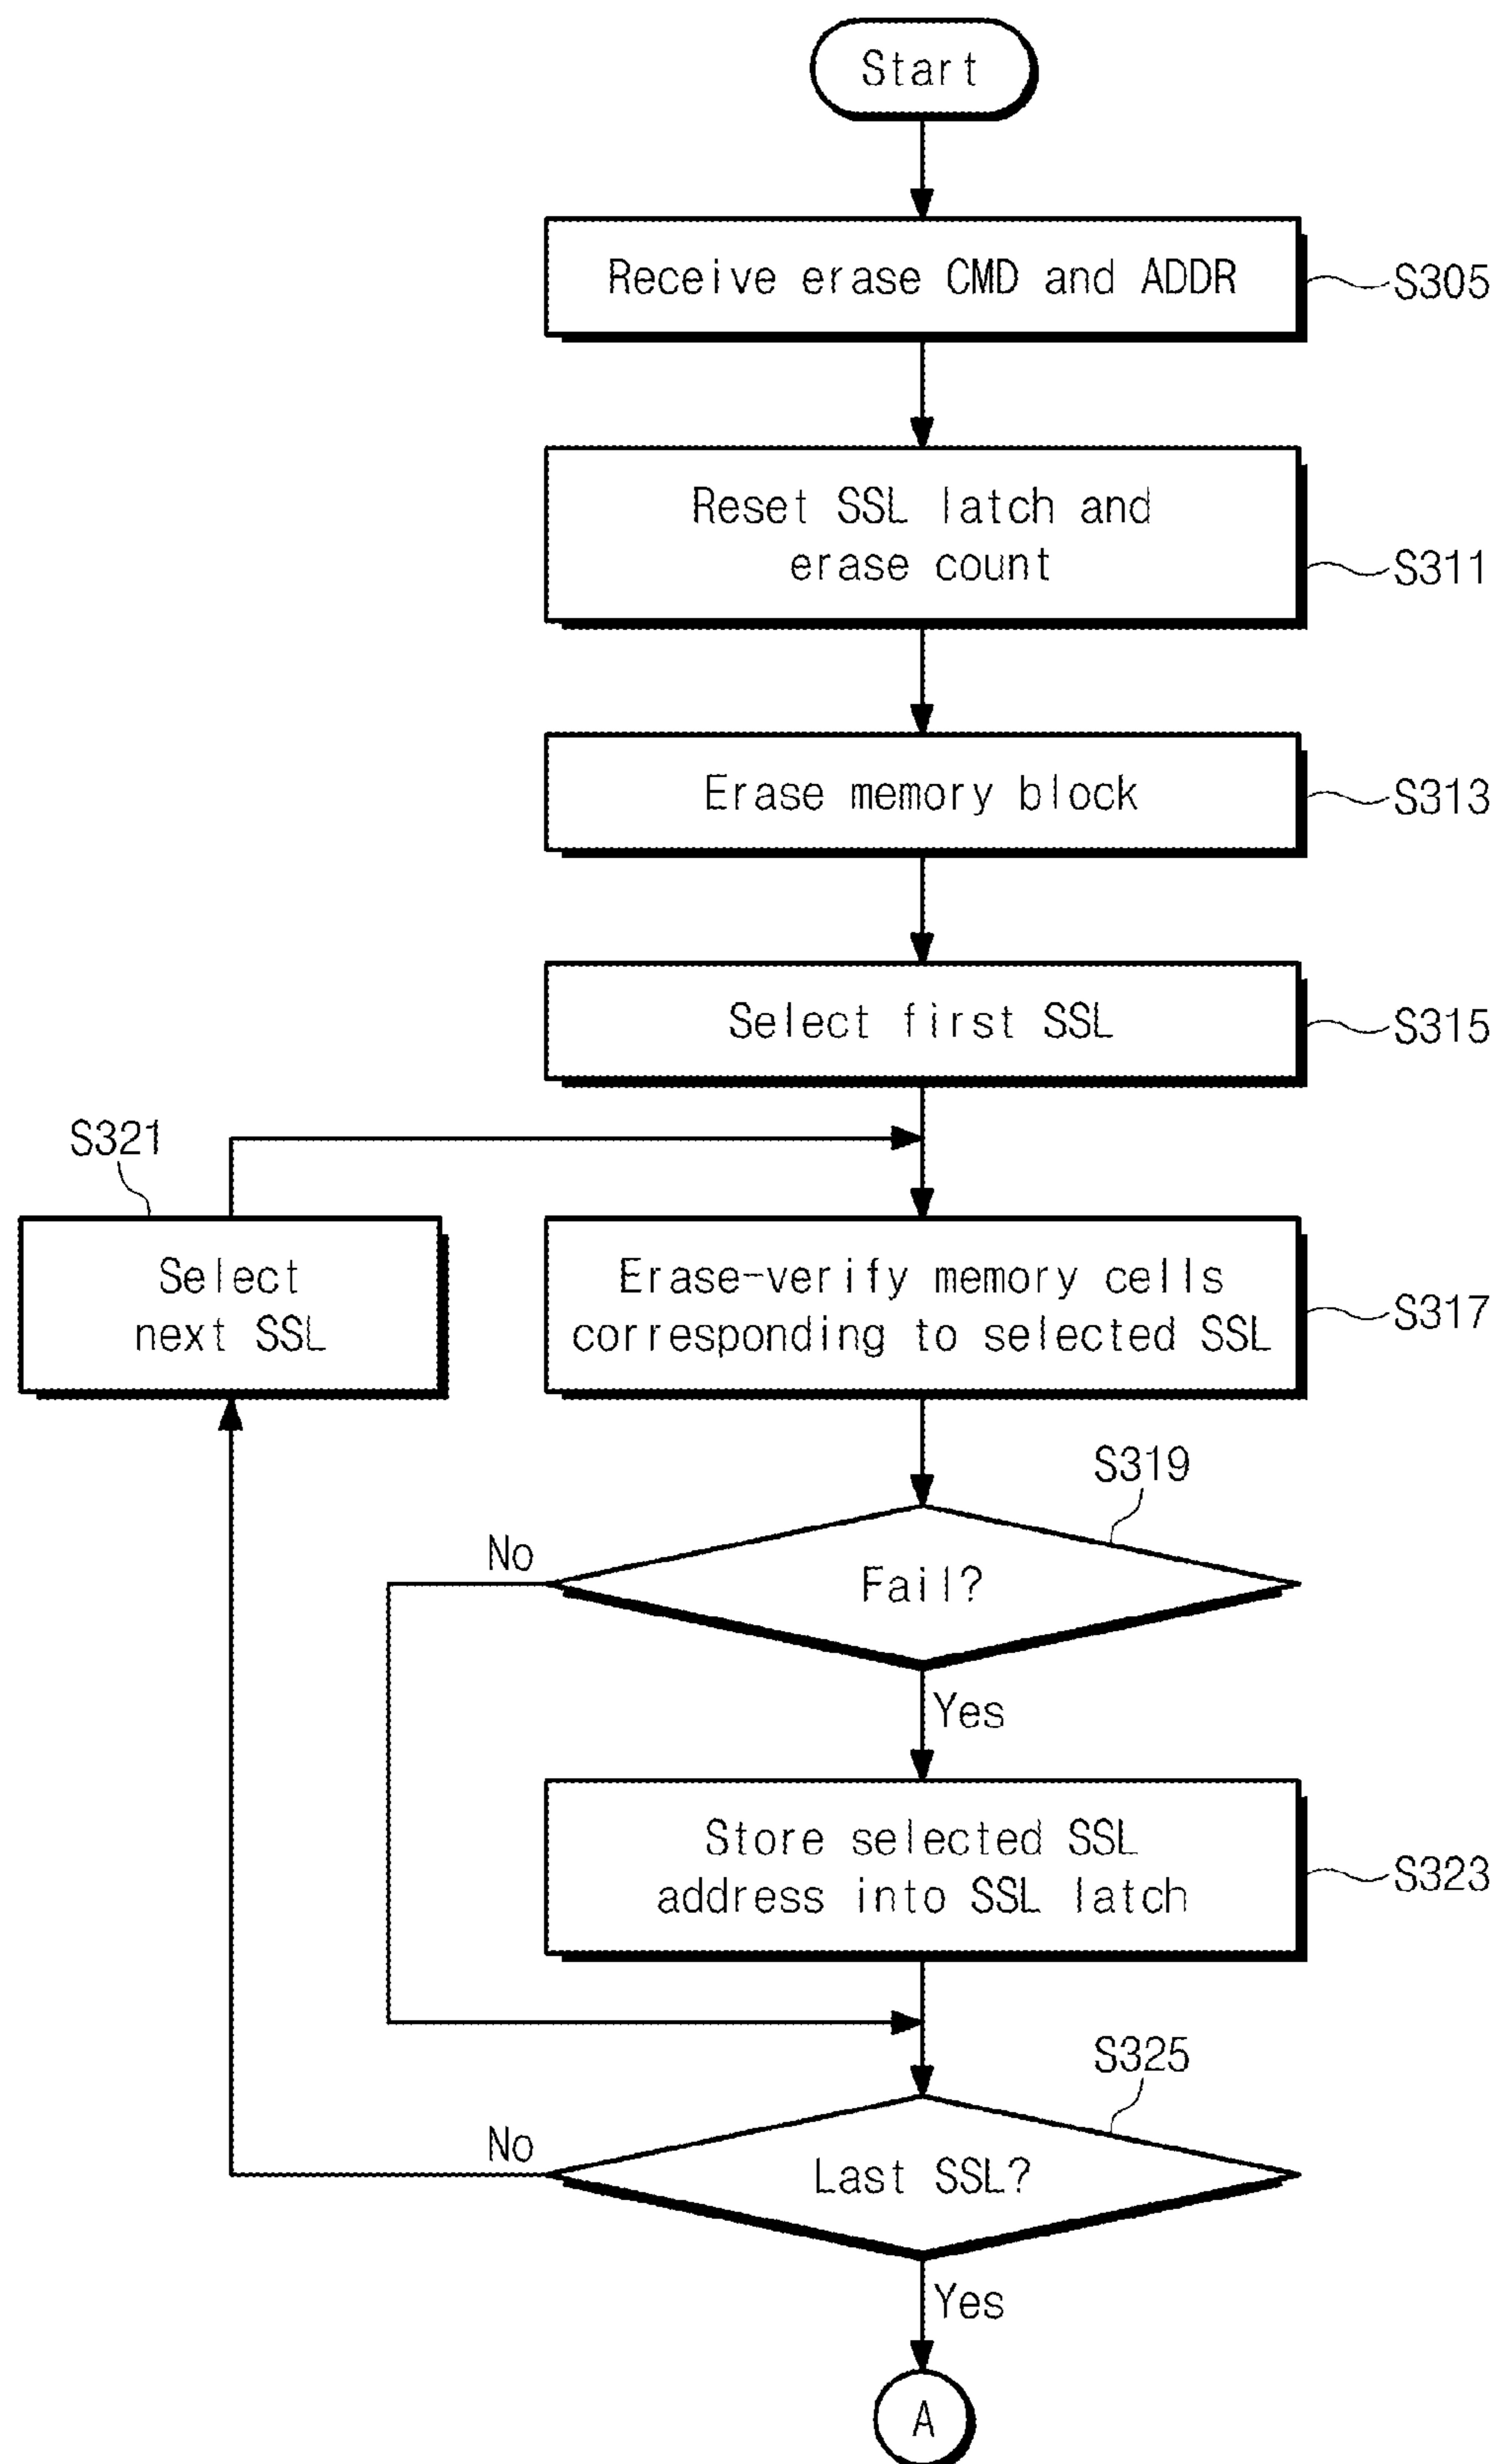 Start
Receive erase CMD and ADDR
S305
Reset SSL latch and
erase count
S311
Erase memory block
S313
Select first SSL
S315
S321
Select
next SSL
Erase-verify memory cells
corresponding to selected SSL
S317
S319
No
Fail?
Yes
Store selected SSL
address into SSL latch
S323
S325
No
Last SSL?
Yes
A